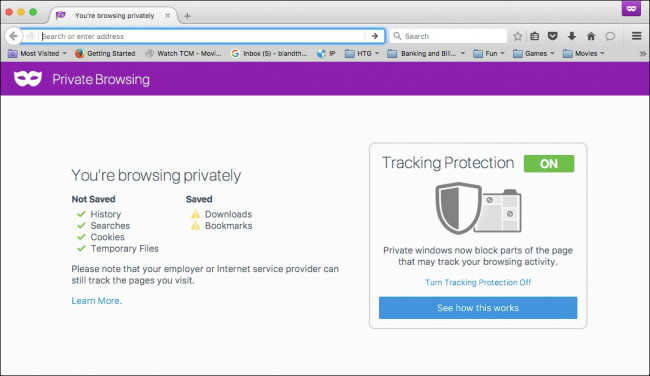 You're browsing privately
Search or enter address
Search
Most Visited
Getting Started
Watch TCM - Movi...
Inbox (5) - blandth...
IP
HTG
Banking and Bill...
Fun
Games
Movies
Private Browsing
You're browsing privately
Not Saved
Saved
History
Searches
Cookies
Temporary Files
Downloads
Bookmarks
Please note that your employer or Internet service provider can
still track the pages you visit.
Learn More.
Tracking Protection
ON
Private windows now block parts of the page
that may track your browsing activity.
Turn Tracking Protection Off
See how this works